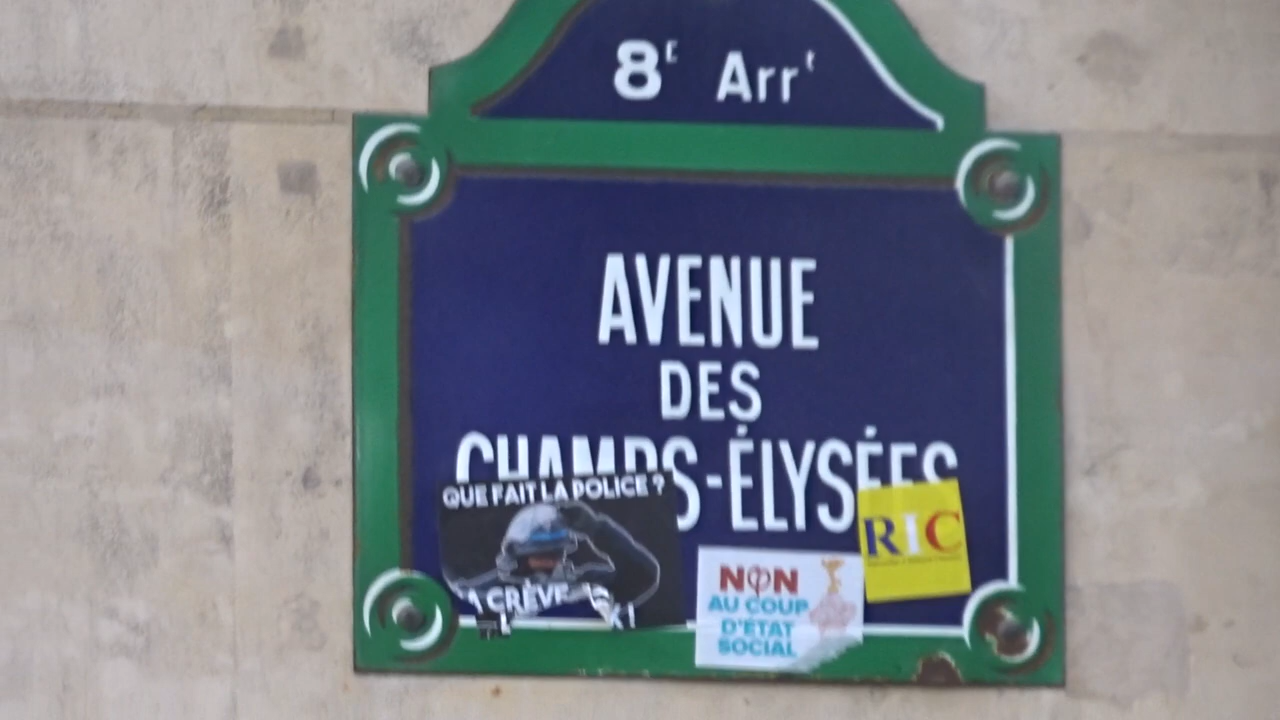 8E Arrt
AVENUE
DES
CHAMPS-ÉLYSÉES
QUE FAIT LA POLICE ?
CRÈVE
RIC
NON
AU COUP
D'ÉTAT
SOCIAL